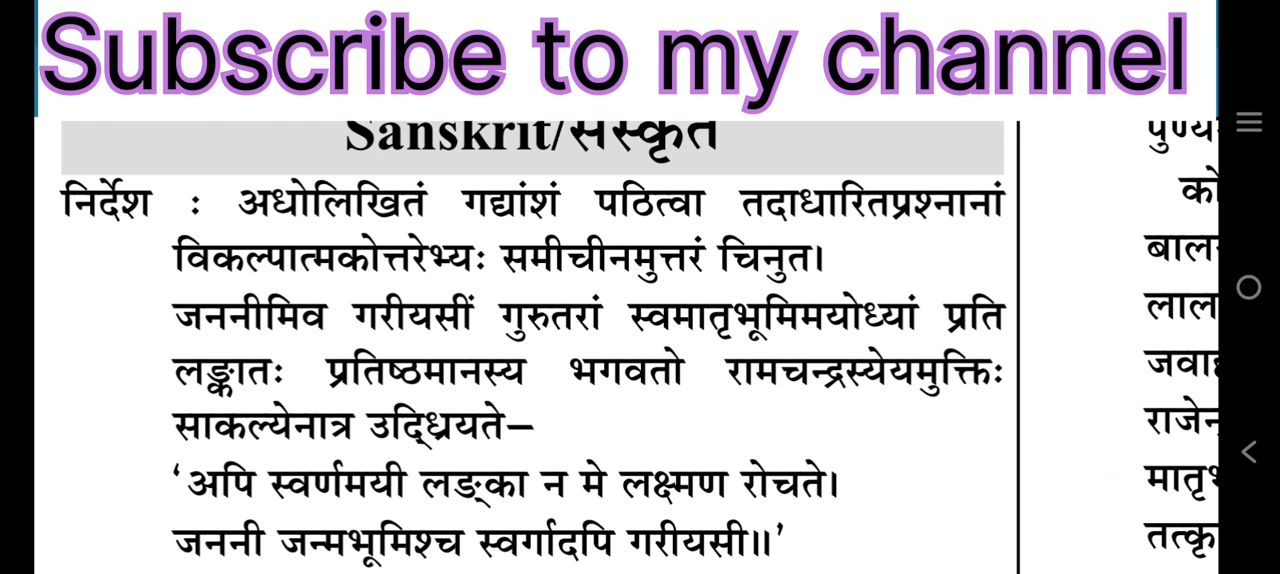 Subscribe to my channel
Sanskrit/संस्कृत
निर्देश : अधोलिखितं गद्यांशं पठित्वा तदाधारितप्रश्नानां
विकल्पात्मकोत्तरेभ्यः समीचीनमुत्तरं चिनुत।
जननीमिव गरीयसीं गुरुतरां स्वमातृभूमिमयोध्यां प्रति
लङ्कातः प्रतिष्ठमानस्य भगवतो रामचन्द्रस्येयमुक्तिः
साकल्येनात्र उद्ध्रियते–
‘अपि स्वर्णमयी लङ्का न मे लक्ष्मण रोचते।
जननी जन्मभूमिश्च स्वर्गादपि गरीयसी॥’
को